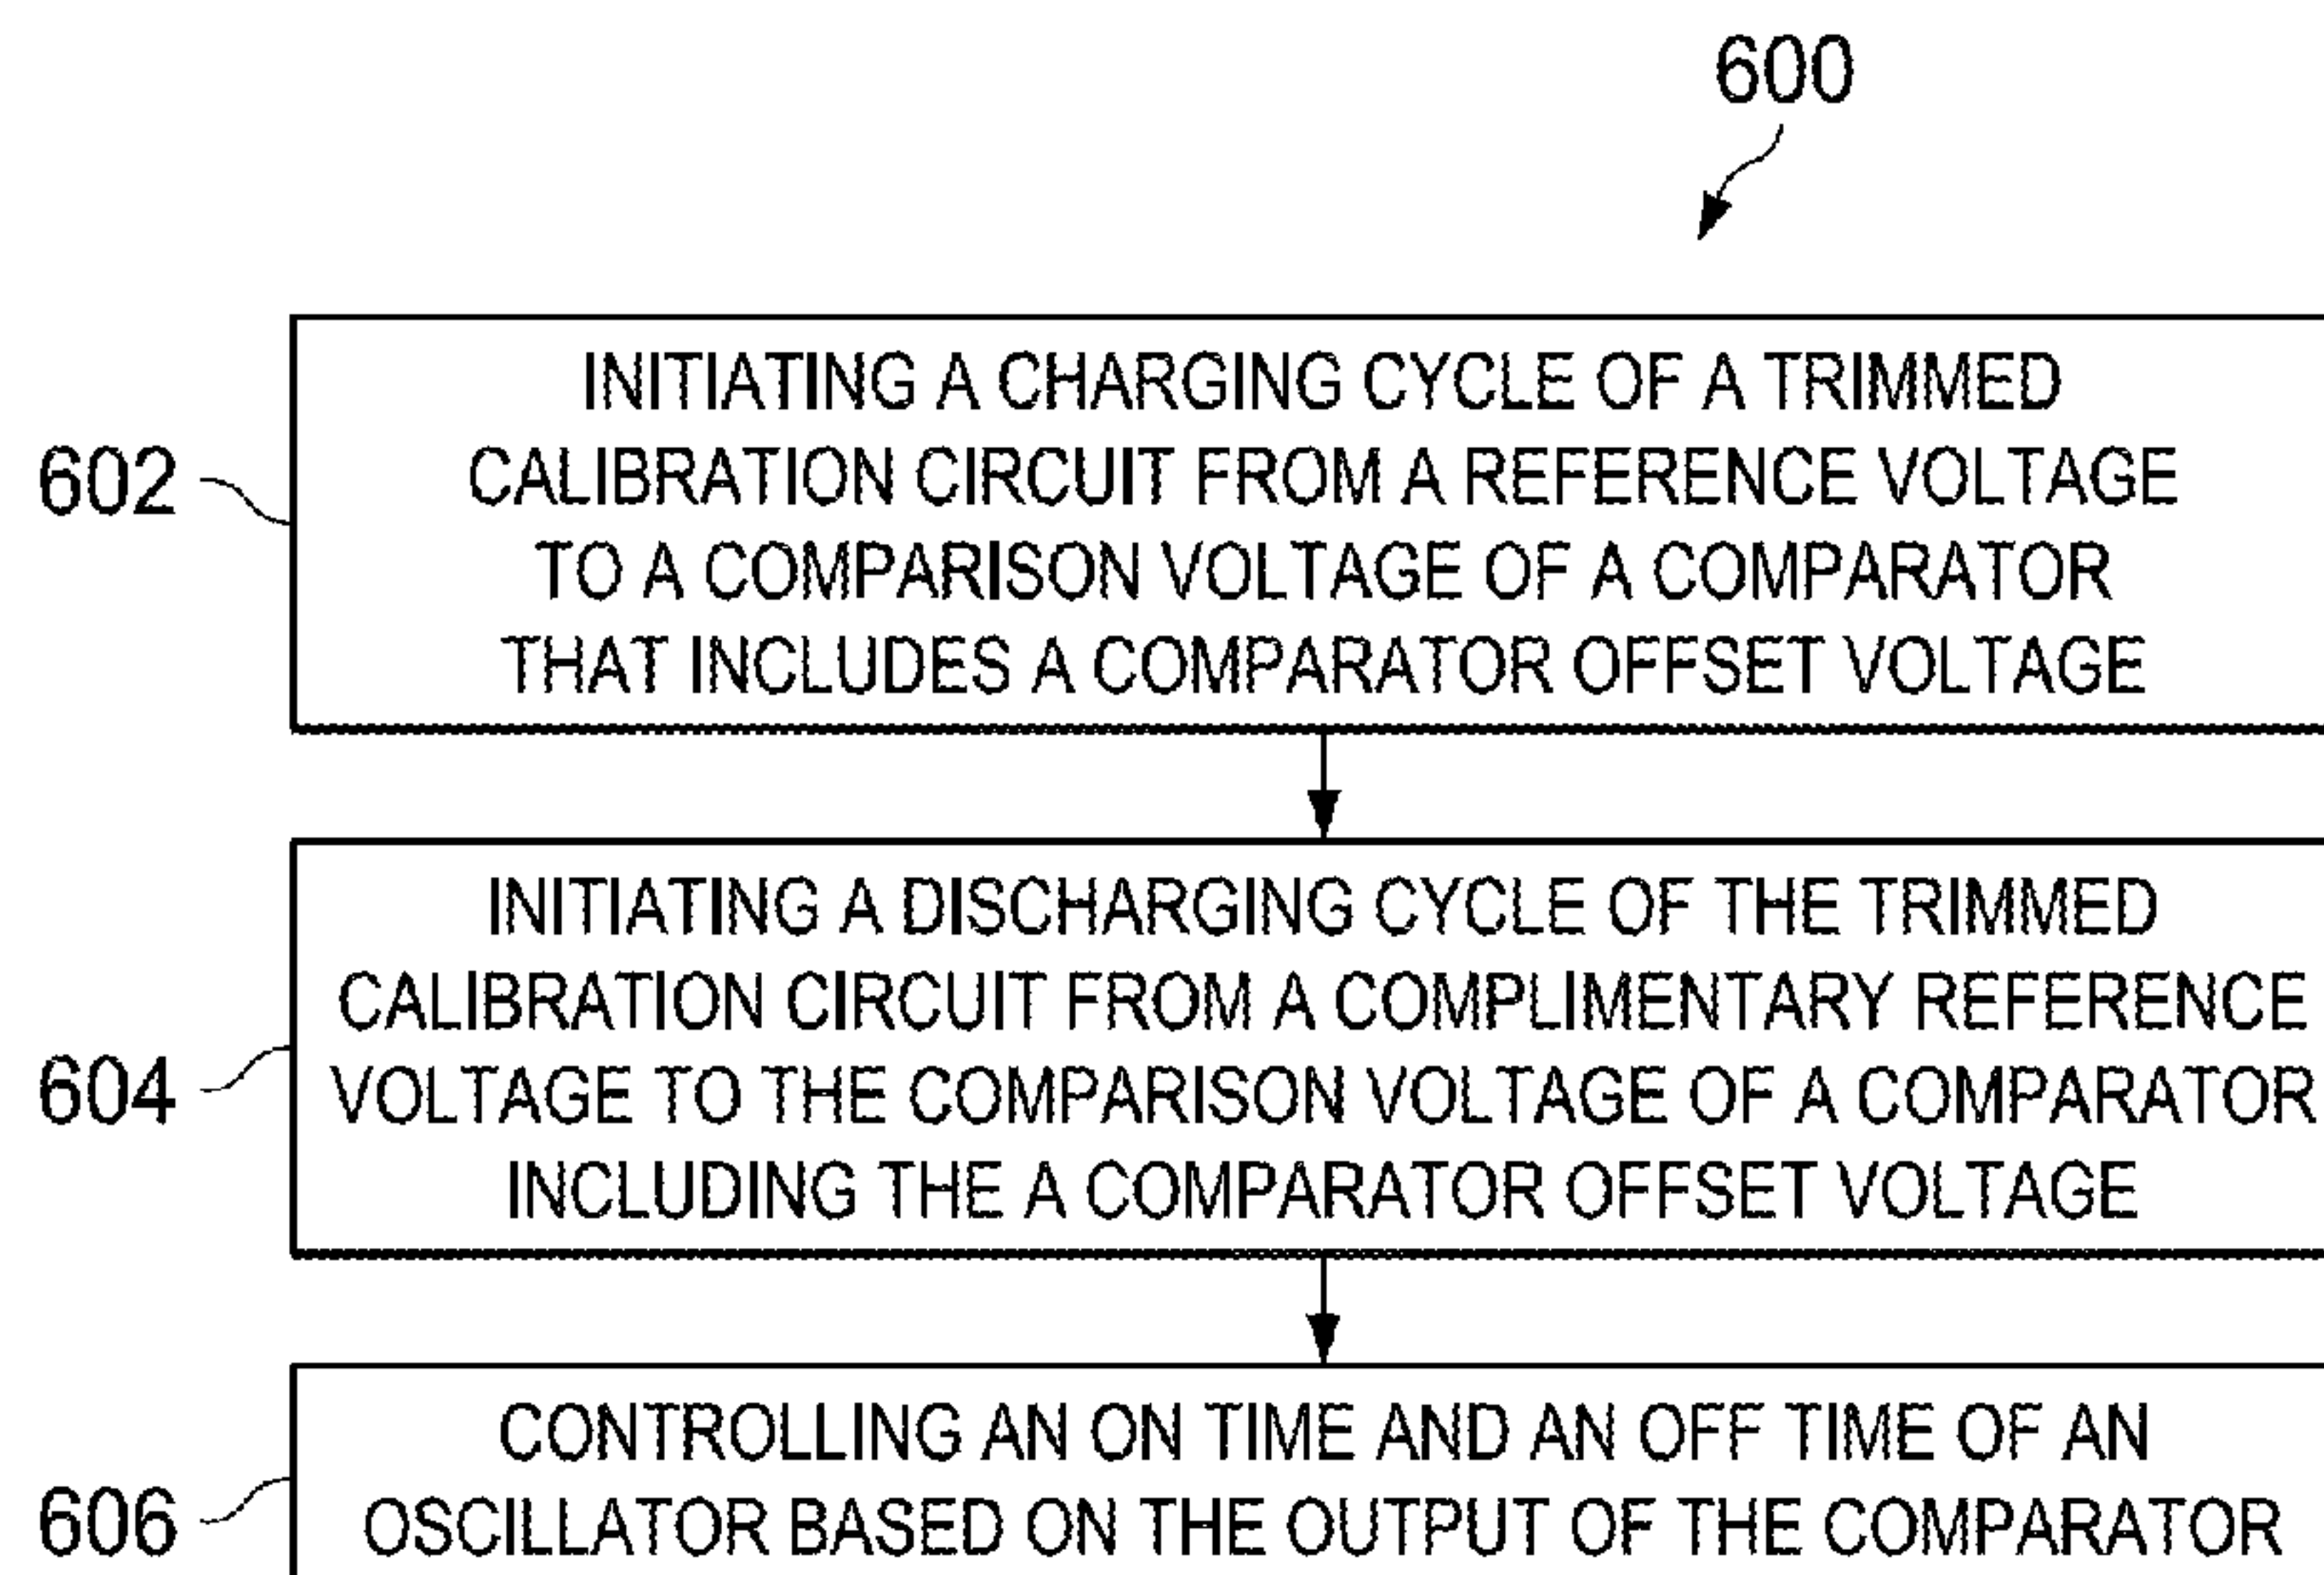 600
602
INITIATING A CHARGING CYCLE OF A TRIMMED
CALIBRATION CIRCUIT FROM A REFERENCE VOLTAGE
TO A COMPARISON VOLTAGE OF A COMPARATOR
THAT INCLUDES A COMPARATOR OFFSET VOLTAGE
604
INITIATING A DISCHARGING CYCLE OF THE TRIMMED
CALIBRATION CIRCUIT FROM A COMPLIMENTARY REFERENCE
VOLTAGE TO THE COMPARISON VOLTAGE OF A COMPARATOR
INCLUDING THE A COMPARATOR OFFSET VOLTAGE
606
CONTROLLING AN ON TIME AND AN OFF TIME OF AN
OSCILLATOR BASED ON THE OUTPUT OF THE COMPARATOR